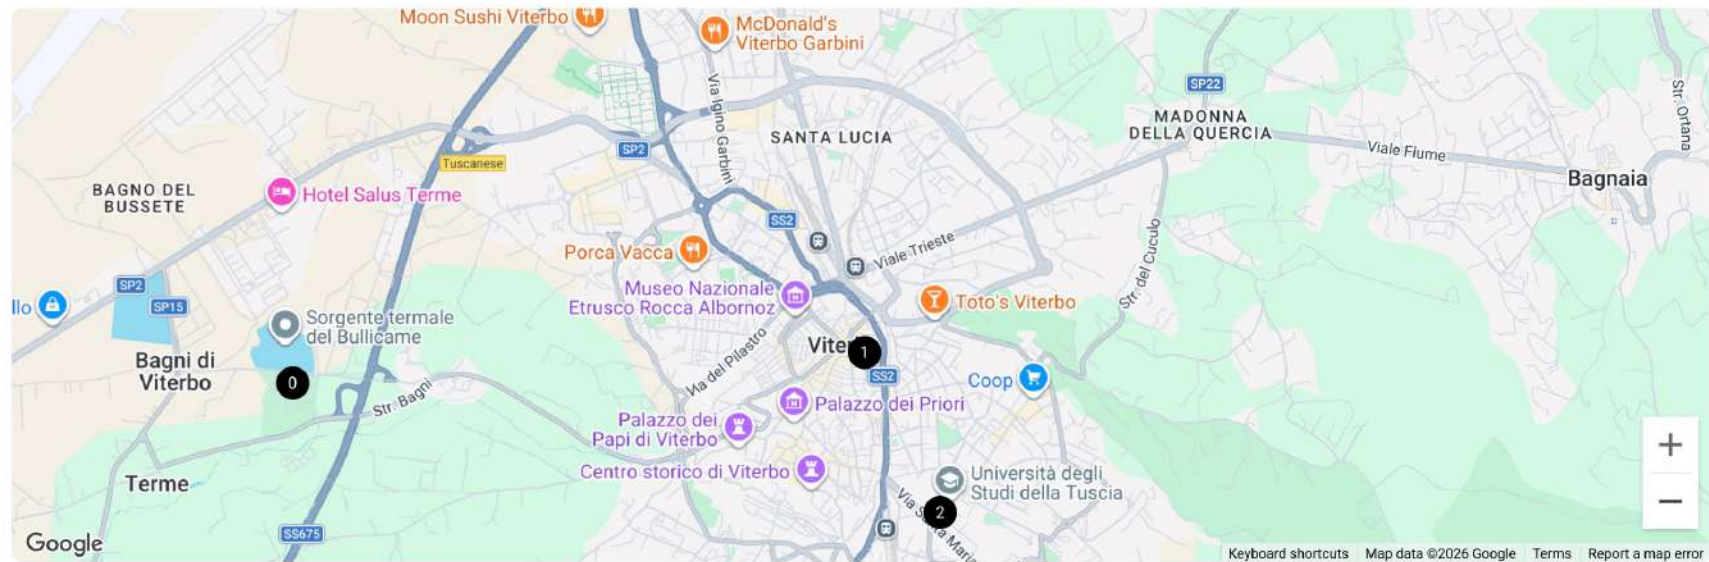 Moon Sushi Viterbo
McDonald's
Viterbo Garbini
Via Igino Garbini
SP22
Str. Ortana
MADONNA
DELLA QUERCIA
SANTA LUCIA
SP2
Tuscanese
Viale Fiume
Bagnaia
BAGNO DEL
BUSSETE
Hotel Salus Terme
SS2
Porca Vacca
Viale Trieste
Str. del Cuculo
SP2
SP15
llo
Museo Nazionale
Etrusco Rocca Albornoz
Toto's Viterbo
Sorgente termale
del Bullicame
Bagni di
Viterbo
0
Via del Pilastro
1
SS2
Coop
Str. Bagni
Palazzo dei Priori
Palazzo dei
Papi di Viterbo
Centro storico di Viterbo
Università degli
Studi della Tuscia
Terme
2
SS675
Google
+
−
Keyboard shortcuts
Map data ©2026 Google
Terms
Report a map error